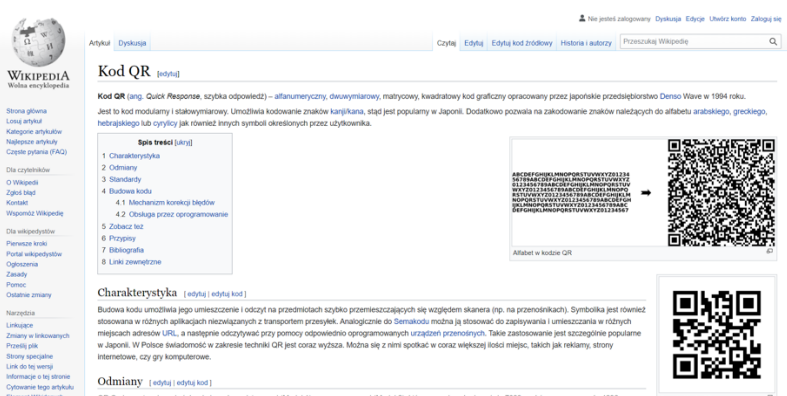 Nie jesteś zalogowany Dyskusja Edycje Utwórz konto Zaloguj się
WIKIPEDIA
Wolna encyklopedia
Artykuł Dyskusja
Czytaj Edytuj Edytuj kod źródłowy Historia i autorzy Przeszukaj Wikipedię
Strona główna
Losuj artykuł
Kategorie artykułów
Najlepsze artykuły
Częste pytania (FAQ)
Dla czytelników
O Wikipedii
Zgłoś błąd
Kontakt
Wspomóż Wikipedię
Dla wikipedystów
Pierwsze kroki
Portal wikipedystów
Ogłoszenia
Zasady
Pomoc
Ostatnie zmiany
Narzędzia
Linkujące
Zmiany w linkowanych
Prześlij plik
Strony specjalne
Link do tej wersji
Informacje o tej stronie
Cytowanie tego artykułu
Kod QR [edytuj]
Kod QR (ang. Quick Response, szybka odpowiedź) – alfanumeryczny, dwuwymiarowy, matrycowy, kwadratowy kod graficzny opracowany przez japońskie przedsiębiorstwo Denso Wave w 1994 roku.
Jest to kod modularny i stałowymiarowy. Umożliwia kodowanie znaków kanji/kana, stąd jest popularny w Japonii. Dodatkowo pozwala na zakodowanie znaków należących do alfabetu arabskiego, greckiego,
hebrajskiego lub cyrylicy jak również innych symboli określonych przez użytkownika.
Spis treści [ukryj]
1 Charakterystyka
2 Odmiany
3 Standardy
4 Budowa kodu
4.1 Mechanizm korekcji błędów
4.2 Obsługa przez oprogramowanie
5 Zobacz też
6 Przypisy
7 Bibliografia
8 Linki zewnętrzne
ABCDEFGHIJKLMNOPQRSTUVWXYZ01234
56789ABCDEFGHIJKLMNOPQRSTUVWXYZ
0123456789ABCDEFGHIJKLMNOPQRSTUV
WXYZ0123456789ABCDEFGHIJKLMNOPQ
RSTUVWXYZ0123456789ABCDEFGHIJKLM
NOPQRSTUVWXYZ0123456789ABCDEFGH
IJKLMNOPQRSTUVWXYZ0123456789ABC
DEFGHIJKLMNOPQRSTUVWXYZ01234567
Alfabet w kodzie QR
Charakterystyka [ edytuj | edytuj kod ]
Budowa kodu umożliwia jego umieszczenie i odczyt na przedmiotach szybko przemieszczających się względem skanera (np. na przenośnikach). Symbolika jest również
stosowana w różnych aplikacjach niezwiązanych z transportem przesyłek. Analogicznie do Semakodu można ją stosować do zapisywania i umieszczania w różnych
miejscach adresów URL, a następnie odczytywać przy pomocy odpowiednio oprogramowanych urządzeń przenośnych. Takie zastosowanie jest szczególnie popularne
w Japonii. W Polsce świadomość w zakresie techniki QR jest coraz wyższa. Można się z nimi spotkać w coraz większej ilości miejsc, takich jak reklamy, strony
internetowe, czy gry komputerowe.
Odmiany [ edytuj | edytuj kod ]